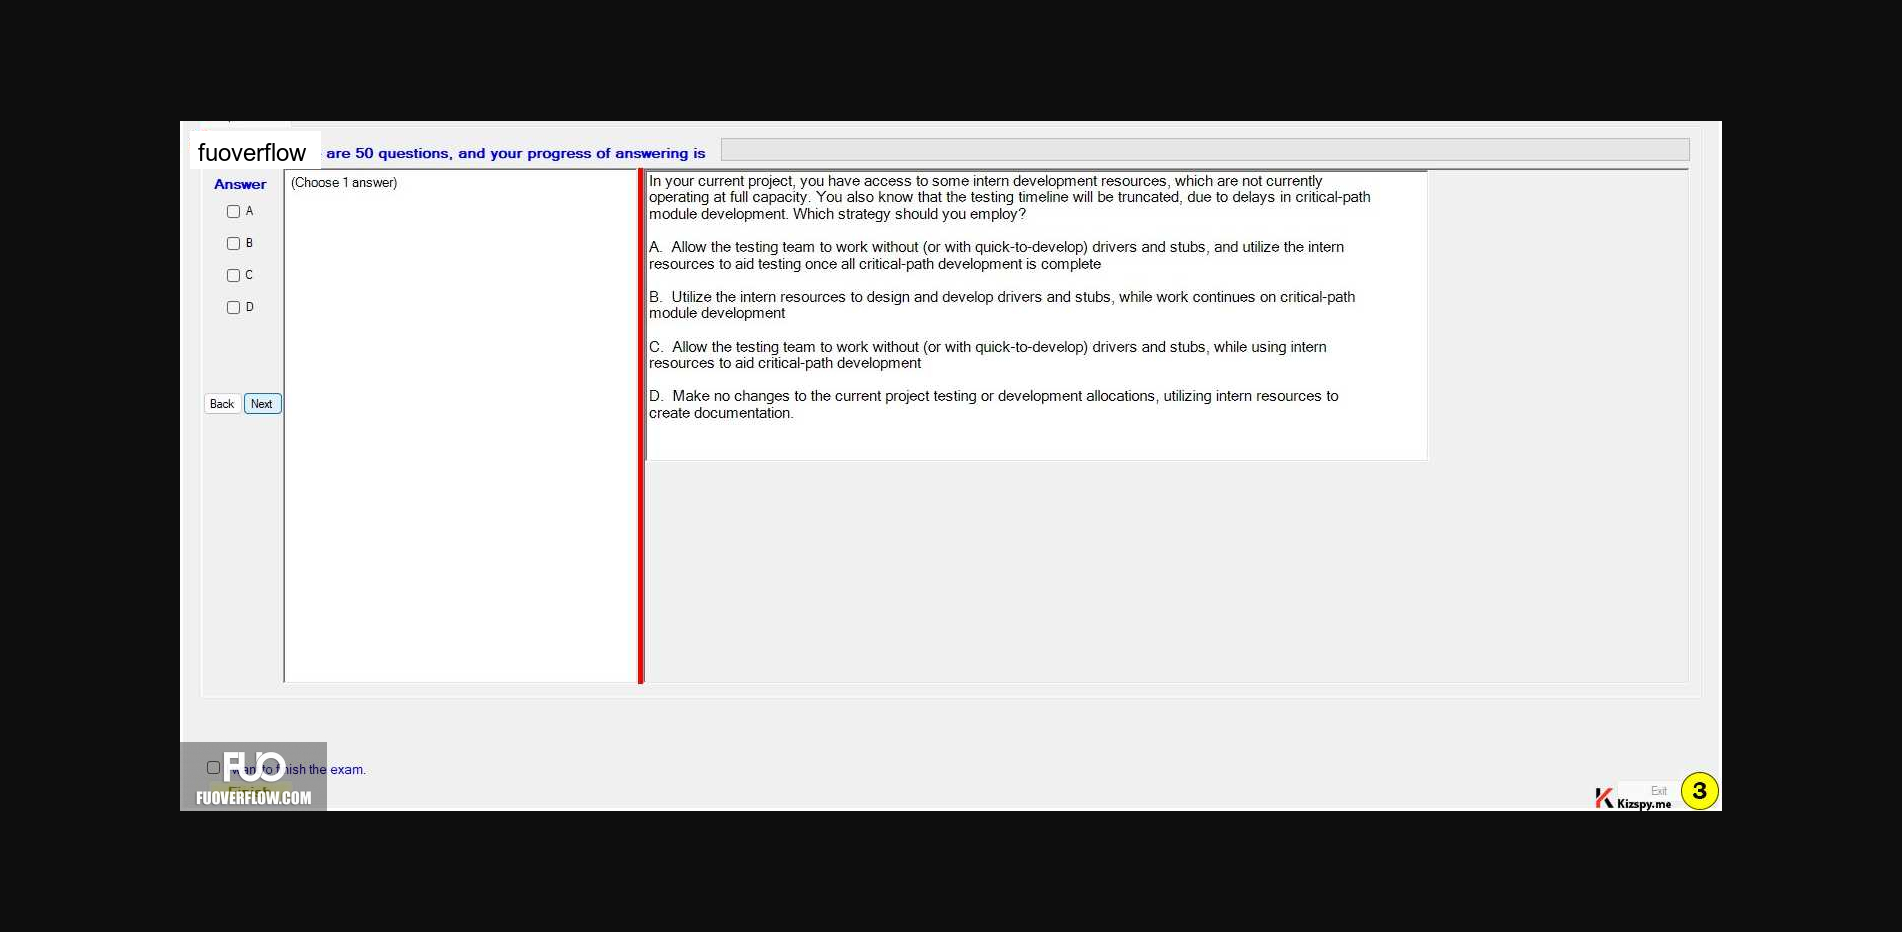 fuoverflow are 50 questions, and your progress of answering is
Answer
(Choose 1 answer)
A
B
C
D
Back Next
In your current project, you have access to some intern development resources, which are not currently
operating at full capacity. You also know that the testing timeline will be truncated, due to delays in critical-path
module development. Which strategy should you employ?
A. Allow the testing team to work without (or with quick-to-develop) drivers and stubs, and utilize the intern
resources to aid testing once all critical-path development is complete
B. Utilize the intern resources to design and develop drivers and stubs, while work continues on critical-path
module development
C. Allow the testing team to work without (or with quick-to-develop) drivers and stubs, while using intern
resources to aid critical-path development
D. Make no changes to the current project testing or development allocations, utilizing intern resources to
create documentation.
FUO
to the exam.
FUOVERFLOW.COM
Exit
Kizspy.me
3